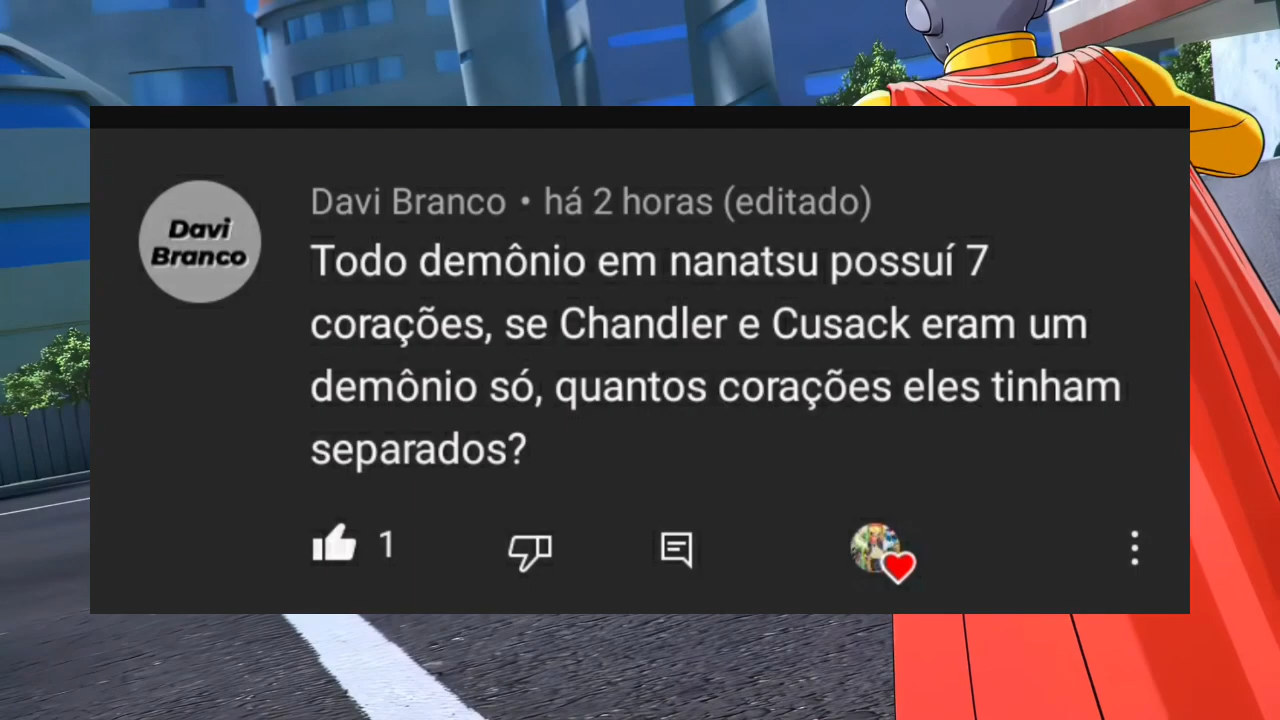 Davi
Branco
Davi Branco • há 2 horas (editado)
Todo demônio em nanatsu possuí 7
corações, se Chandler e Cusack eram um
demônio só, quantos corações eles tinham
separados?
1